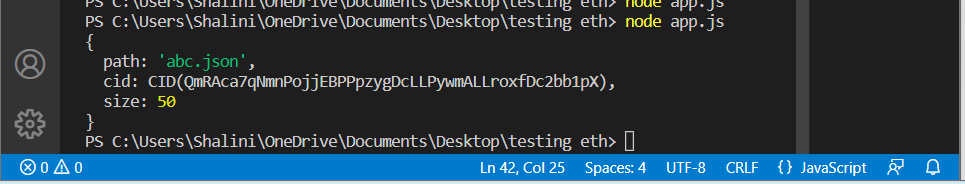 PS C:\Users\Shalini\OneDrive\Documents\Desktop\testing eth> node app.js
PS C:\Users\Shalini\OneDrive\Documents\Desktop\testing eth> node app.js
{
  path: 'abc.json',
  cid: CID(QmRAca7qNmnPojjEBPPpzygDcLLPywmALLroxfDc2bb1pX),
  size: 50
}
PS C:\Users\Shalini\OneDrive\Documents\Desktop\testing eth>
0 0 Ln 42, Col 25 Spaces: 4 UTF-8 CRLF {} JavaScript